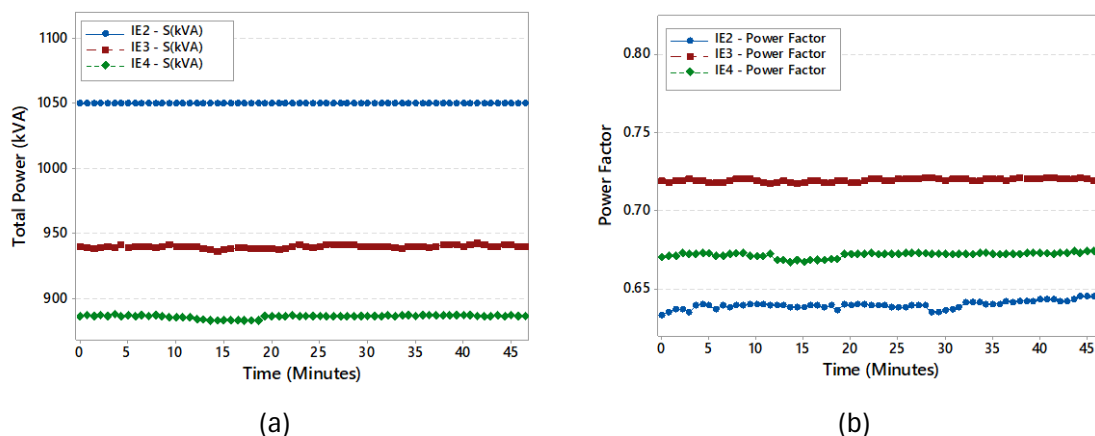 IE2 - S(kVA)
IE3 - S(kVA)
IE4 - S(kVA)
1100
1050
1000
950
900
Total Power (kVA)
0 5 10 15 20 25 30 35 40 45
Time (Minutes)
(a)
IE2 - Power Factor
IE3 - Power Factor
IE4 - Power Factor
0.80
0.75
0.70
0.65
Power Factor
0 5 10 15 20 25 30 35 40 45
Time (Minutes)
(b)